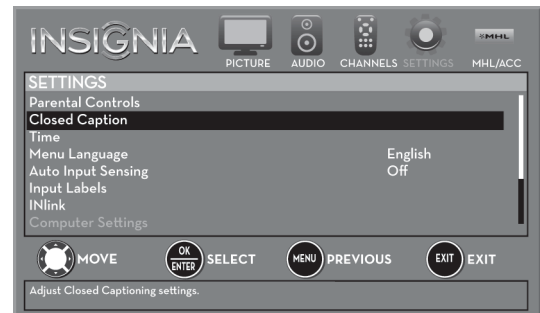 INSIGNIA
PICTURE AUDIO CHANNELS SETTINGS MHL MHL/ACC
SETTINGS
Parental Controls
Closed Caption
Time
Menu Language English
Auto Input Sensing Off
Input Labels
INlink
Computer Settings
MOVE OK ENTER SELECT MENU PREVIOUS EXIT EXIT
Adjust Closed Captioning settings.